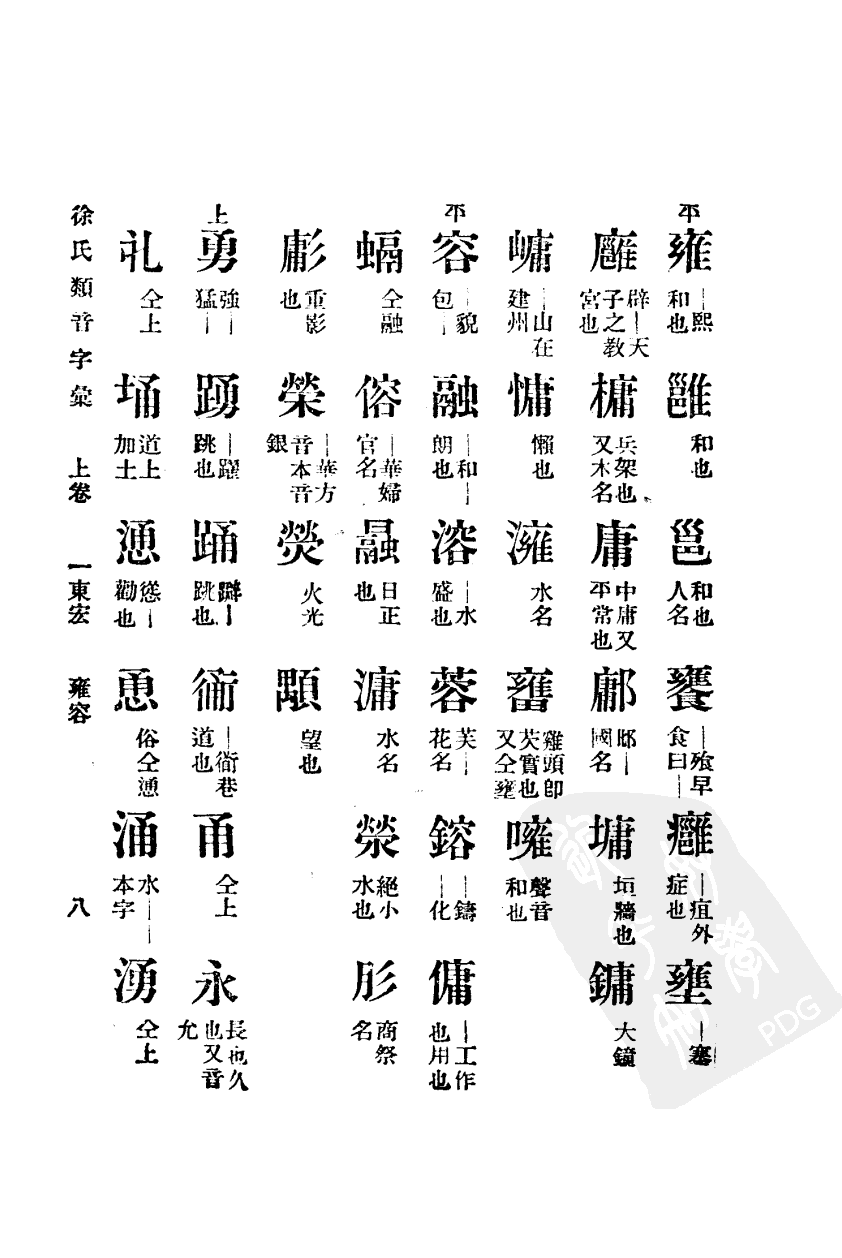 平 雍 ｜熙和也 雝 和也 邕 和也人名 饔 ｜飧早食曰｜ 癰 ｜疽外症也 壅 ｜塞
廱 辟｜天子之教宮也 槦 兵架也又木名 庸 中庸又平常也 鄘 邶｜國名 墉 垣牆也 鏞 大鐘
嵱 ｜山在建州 慵 懶也 澭 水名 雞頭卽芡實也又仝壅 噰 聲音和也
平 容 ｜貌包｜ 融 ｜和｜朗也 溶 ｜水盛也 蓉 芙｜花名 鎔 ｜鑄｜化 傭 ｜工作也用也
螎 仝融 傛 ｜華婦官名 日正也 滽 水名 滎 絕小水也 肜 商祭名
重影也 榮 ｜華方音本音銀 熒 火光 顒 望也
上 勇 強｜猛｜ 踴 ｜躍跳也 踊 躃｜跳也 衕 ｜衖巷道也 甬 仝上 永 長也久也又音允
仝上 埇 道上加土 慂 慫｜勸也 恿 俗仝慂 涌 水｜｜本字 湧 仝上
徐氏類音字彙 上卷 一東宏 雍容 八
PDG